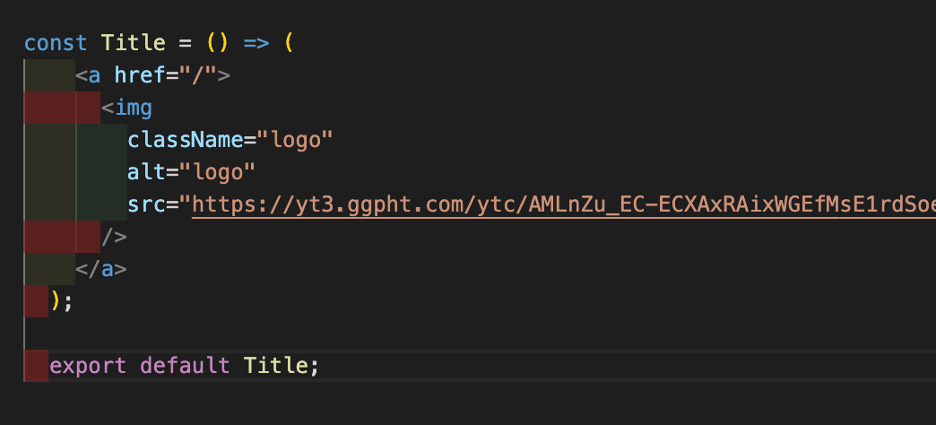 const Title = () => (
<a href="/">
<img
className="logo"
alt="logo"
src="https://yt3.ggpht.com/ytc/AMLnZu_EC-ECXAxRAixWGEfMsE1rdSoe
/>
</a>
);
export default Title;